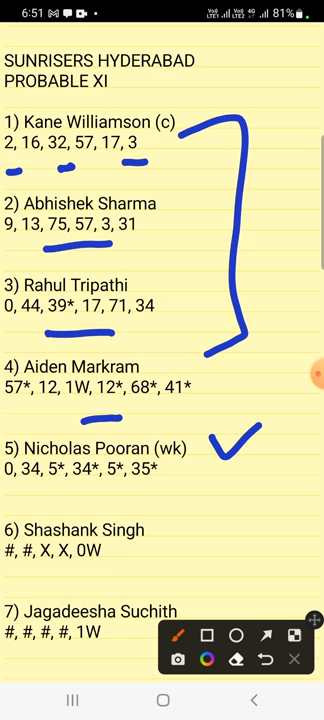 6:51
81%
SUNRISERS HYDERABAD
PROBABLE XI
1) Kane Williamson (c)
2, 16, 32, 57, 17, 3
2) Abhishek Sharma
9, 13, 75, 57, 3, 31
3) Rahul Tripathi
0, 44, 39*, 17, 71, 34
4) Aiden Markram
57*, 12, 1W, 12*, 68*, 41*
5) Nicholas Pooran (wk)
0, 34, 5*, 34*, 5*, 35*
6) Shashank Singh
#, #, X, X, 0W
7) Jagadeesha Suchith
#, #, #, #, 1W